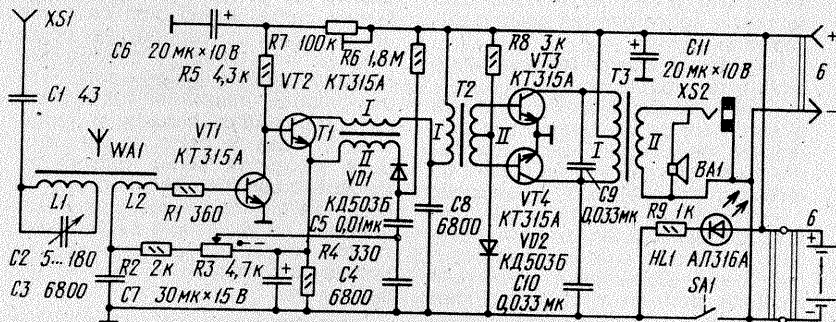 XS1
C1 43
WA1
L1
L2
C2 5...180
C3 6800
R1 360
R2 2к
R3 4,7к
C7 30мк×15В
C6 20мк×10В
R5 4,3к
VT1 КТ315А
R7 100к
R6 1,8М
VT2 КТ315А
T1
I
II
VD1 КД503Б
C5 0,01мк
R4 330
C4 6800
C8 6800
I
T2
II
R8 3к
VT3 КТ315А
VT4 КТ315А
VD2 КД503Б
C10 0,033мк
C9 0,033мк
I
T3
II
C11 20мк×10В
XS2
BA1
R9 1к
HL1 АЛ316А
SA1
+
б
-
б
+
-